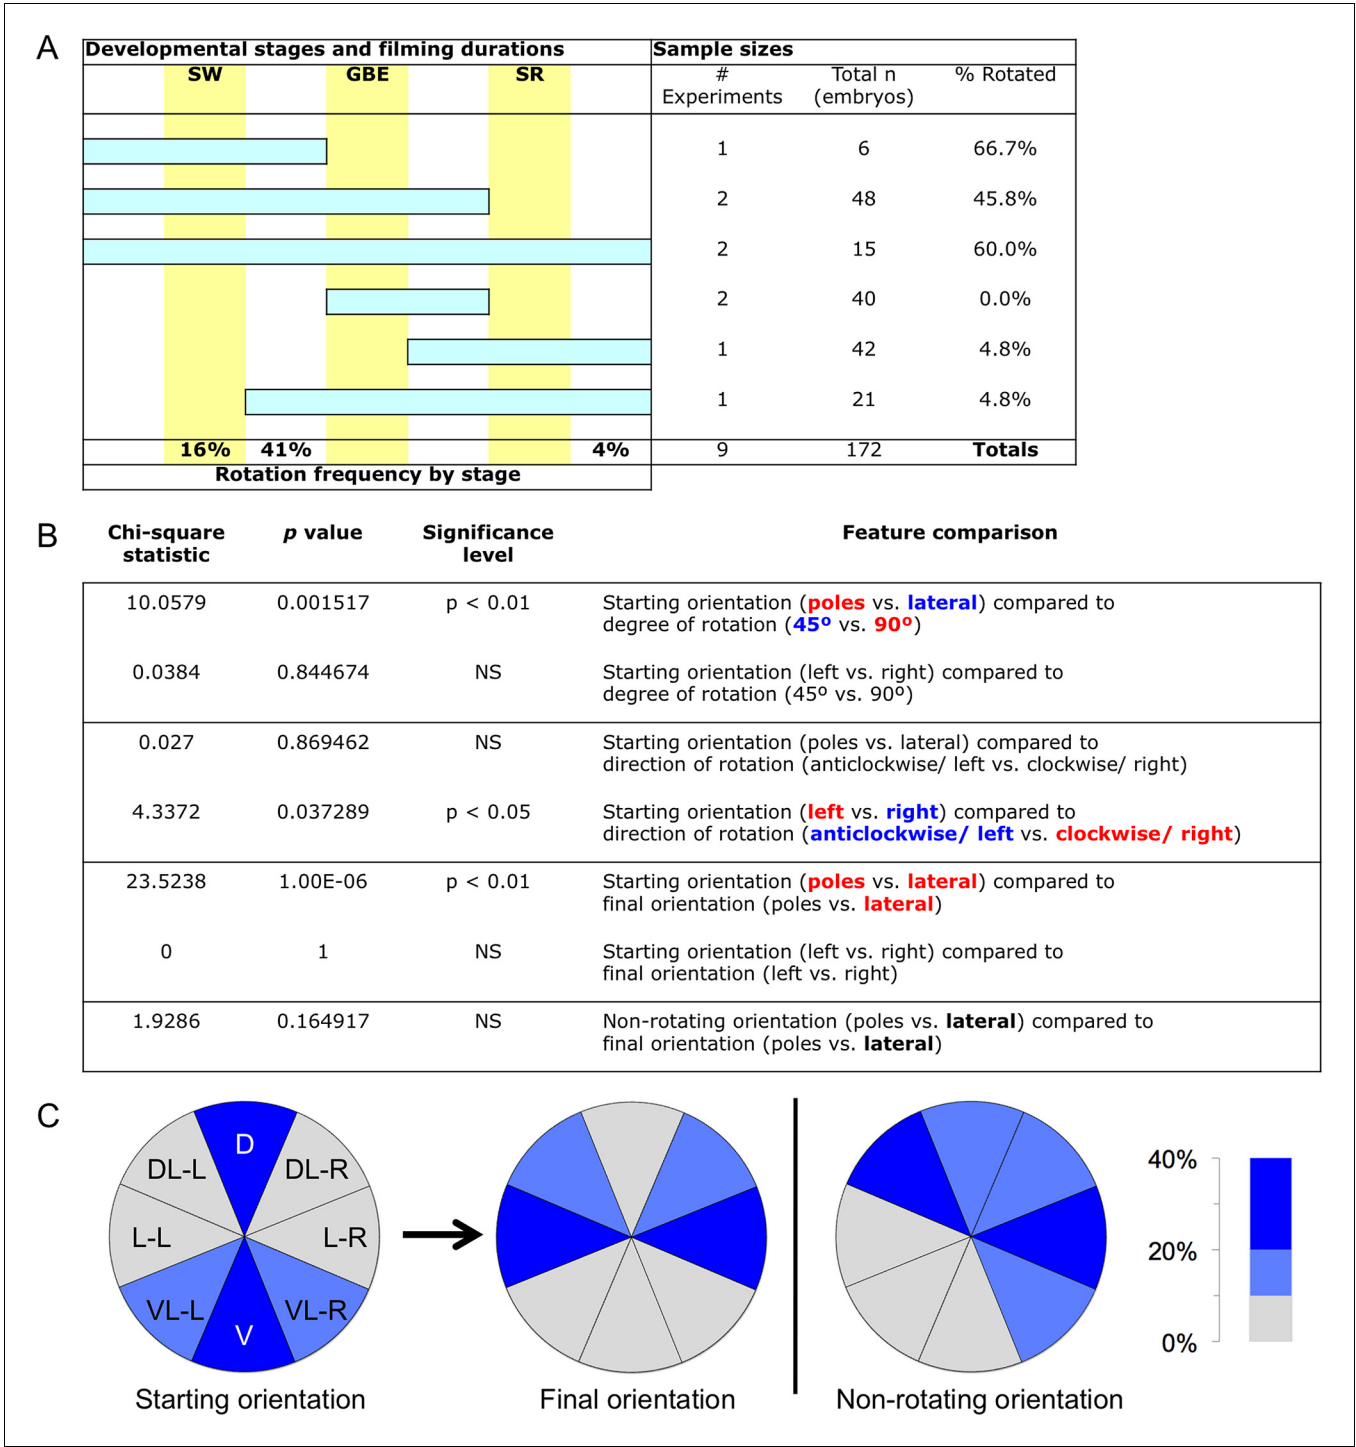 A
Developmental stages and filming durations
Sample sizes
SW GBE SR
# Experiments
Total n (embryos)
% Rotated
1 6 66.7%
2 48 45.8%
2 15 60.0%
2 40 0.0%
1 42 4.8%
1 21 4.8%
16% 41% 4% 9 172 Totals
Rotation frequency by stage
B
Chi-square statistic
p value
Significance level
Feature comparison
10.0579 0.001517 p < 0.01 Starting orientation (poles vs. lateral) compared to
degree of rotation (45º vs. 90º)
0.0384 0.844674 NS Starting orientation (left vs. right) compared to
degree of rotation (45º vs. 90º)
0.027 0.869462 NS Starting orientation (poles vs. lateral) compared to
direction of rotation (anticlockwise/ left vs. clockwise/ right)
4.3372 0.037289 p < 0.05 Starting orientation (left vs. right) compared to
direction of rotation (anticlockwise/ left vs. clockwise/ right)
23.5238 1.00E-06 p < 0.01 Starting orientation (poles vs. lateral) compared to
final orientation (poles vs. lateral)
0 1 NS Starting orientation (left vs. right) compared to
final orientation (left vs. right)
1.9286 0.164917 NS Non-rotating orientation (poles vs. lateral) compared to
final orientation (poles vs. lateral)
C
D
DL-L DL-R
L-L L-R
VL-L VL-R
V
Starting orientation
Final orientation
Non-rotating orientation
40%
20%
0%